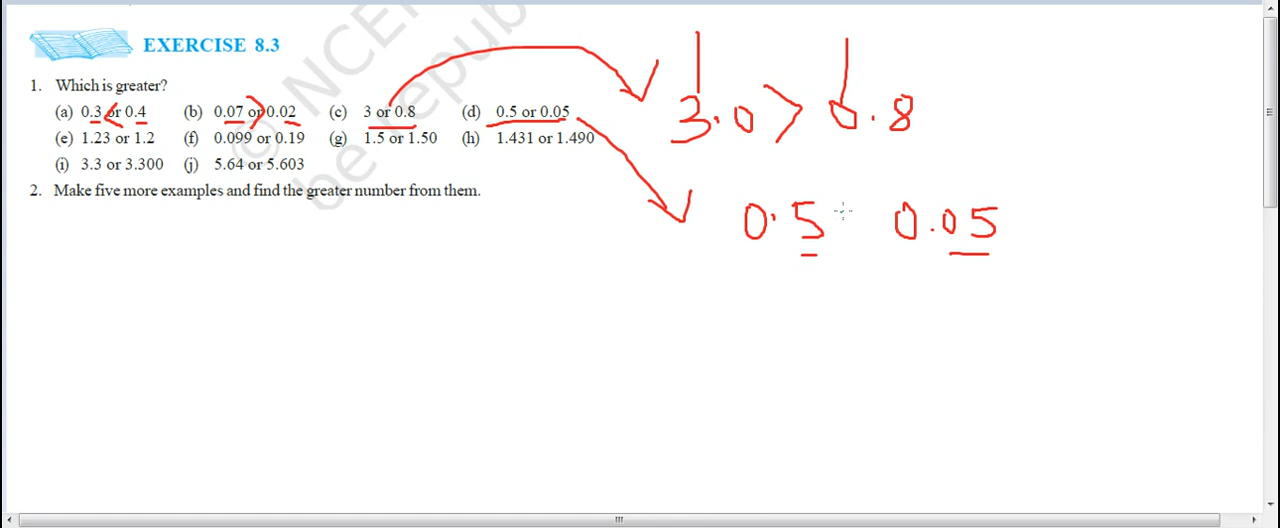 EXERCISE 8.3
1. Which is greater?
(a) 0.3 < or 0.4 (b) 0.07 > or 0.02 (c) 3 or 0.8 (d) 0.5 or 0.05
(e) 1.23 or 1.2 (f) 0.099 or 0.19 (g) 1.5 or 1.50 (h) 1.431 or 1.490
(i) 3.3 or 3.300 (j) 5.64 or 5.603
2. Make five more examples and find the greater number from them.
3.0 > 0.8
0.5 0.05
© NCE
be repub